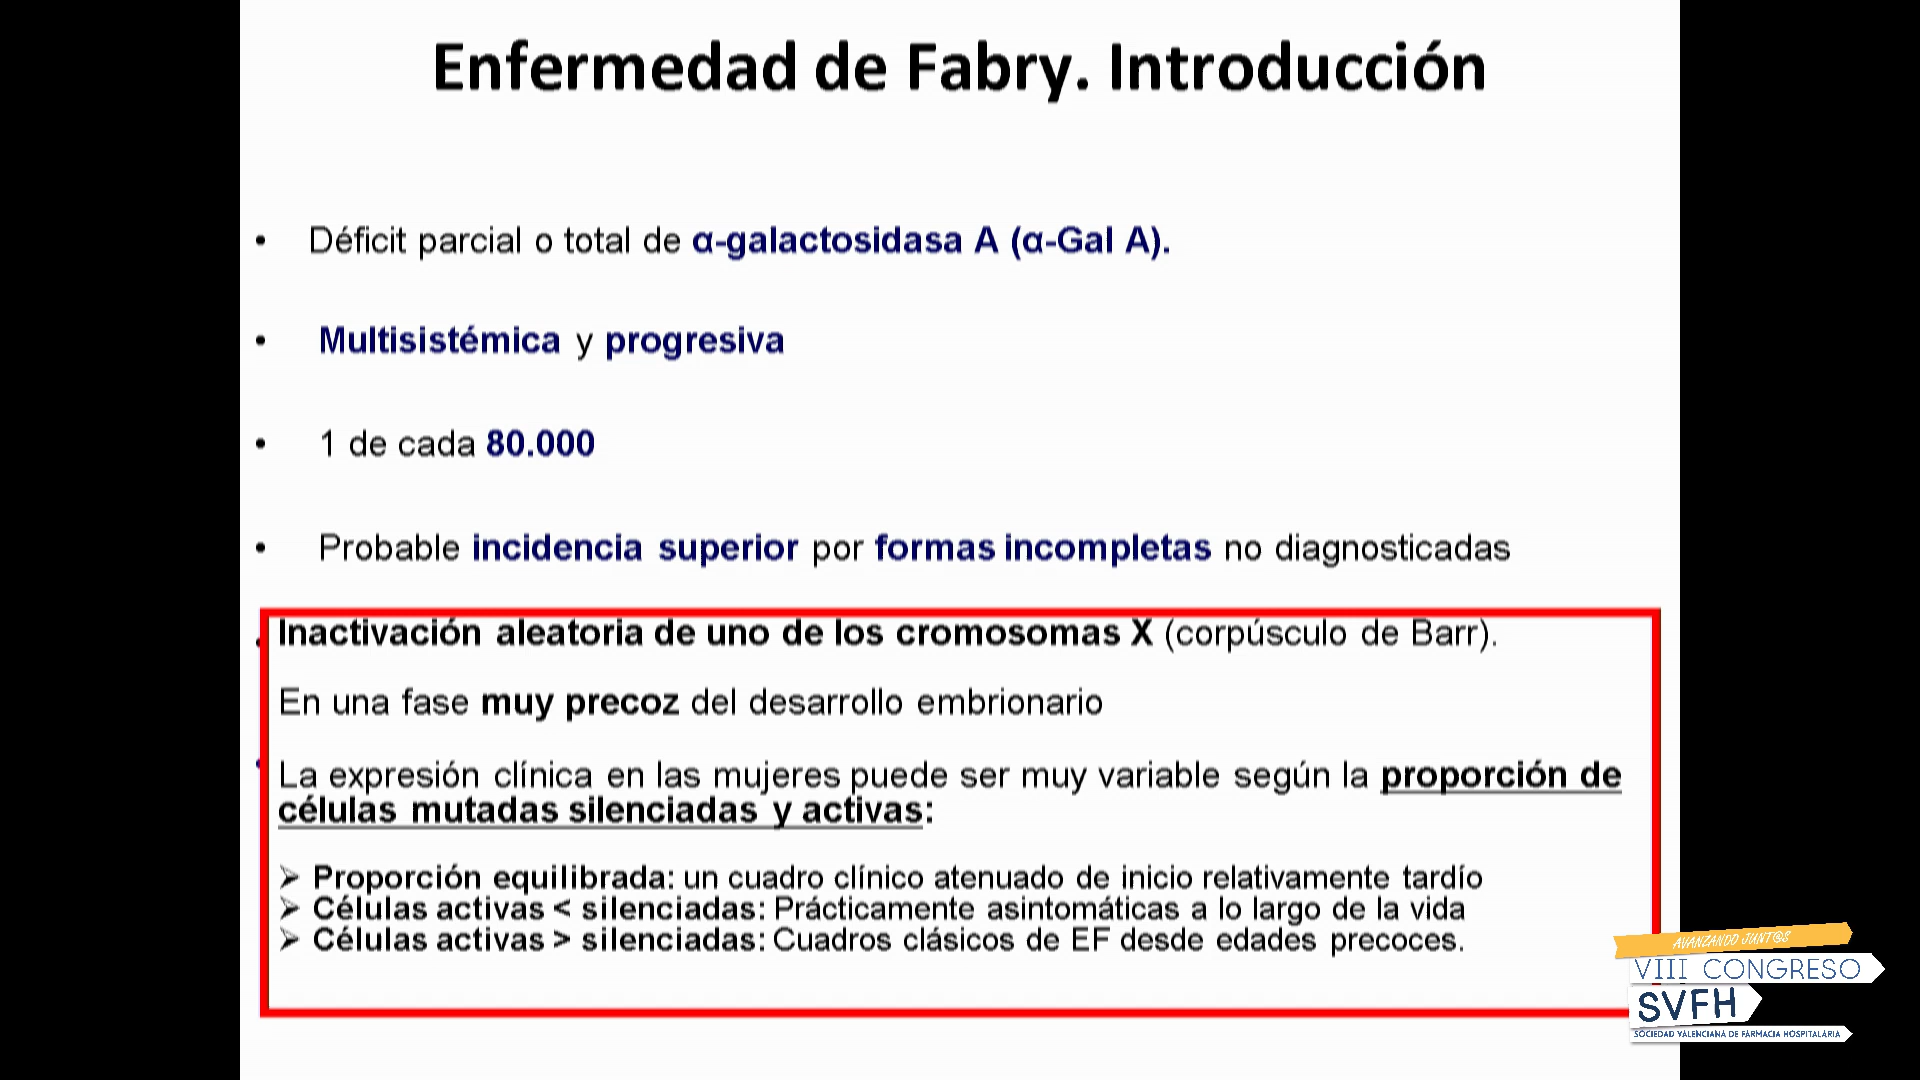 Enfermedad de Fabry. Introducción
• Déficit parcial o total de α-galactosidasa A (α-Gal A).
• Multisistémica y progresiva
• 1 de cada 80.000
• Probable incidencia superior por formas incompletas no diagnosticadas
Inactivación aleatoria de uno de los cromosomas X (corpúsculo de Barr).
En una fase muy precoz del desarrollo embrionario
La expresión clínica en las mujeres puede ser muy variable según la proporción de
células mutadas silenciadas y activas:
➢ Proporción equilibrada: un cuadro clínico atenuado de inicio relativamente tardío
➢ Células activas < silenciadas: Prácticamente asintomáticas a lo largo de la vida
➢ Células activas > silenciadas: Cuadros clásicos de EF desde edades precoces.
AVANZANDO JUNT@S
VIII CONGRESO
SVFH
SOCIEDAD VALENCIANA DE FARMACIA HOSPITALARIA